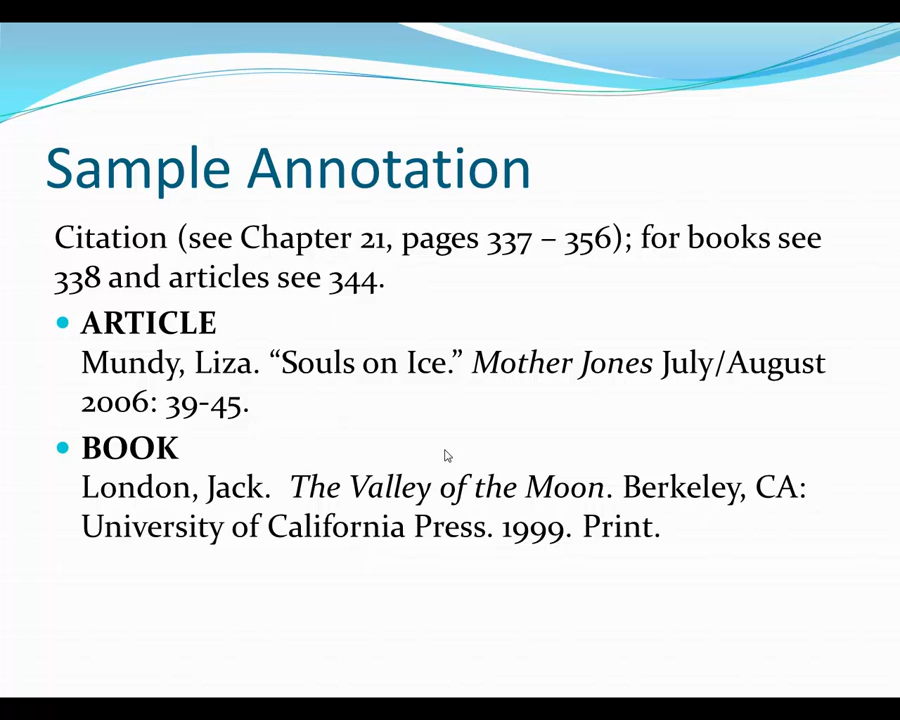 Sample Annotation
Citation (see Chapter 21, pages 337 – 356); for books see
338 and articles see 344.
• ARTICLE
Mundy, Liza. “Souls on Ice.” Mother Jones July/August
2006: 39-45.
• BOOK
London, Jack.  The Valley of the Moon. Berkeley, CA:
University of California Press. 1999. Print.